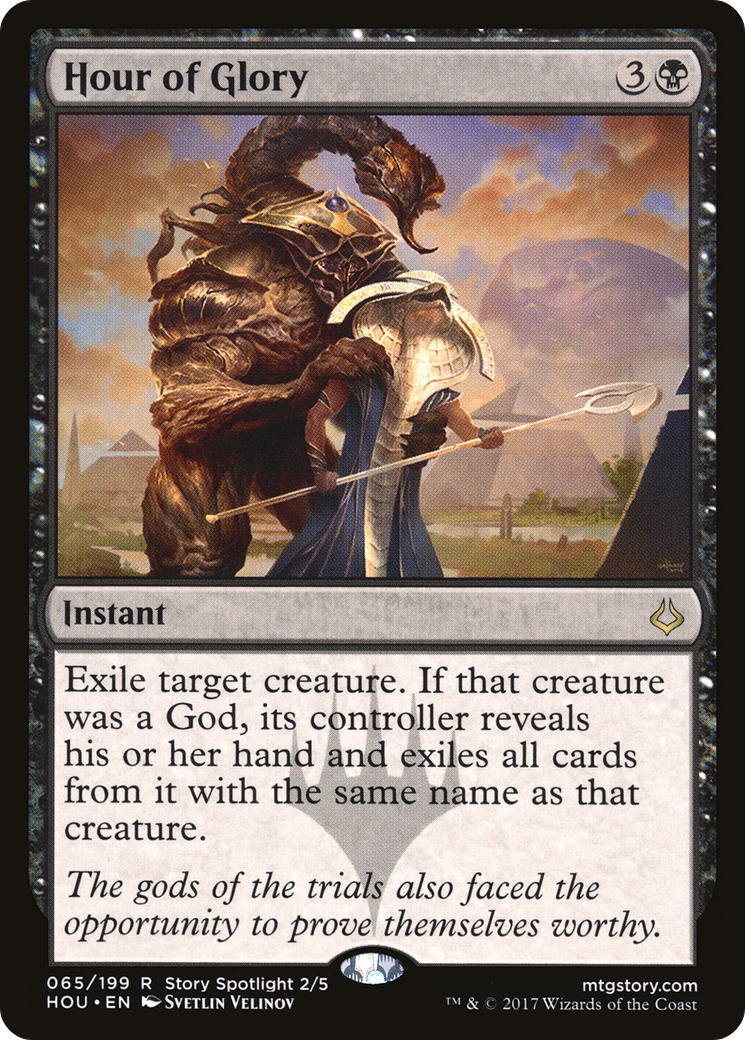 Hour of Glory
3
Instant
Exile target creature. If that creature
was a God, its controller reveals
his or her hand and exiles all cards
from it with the same name as that
creature.
The gods of the trials also faced the
opportunity to prove themselves worthy.
065/199 R Story Spotlight 2/5
mtgstory.com
HOU • EN Svetlin Velinov
™ & © 2017 Wizards of the Coast